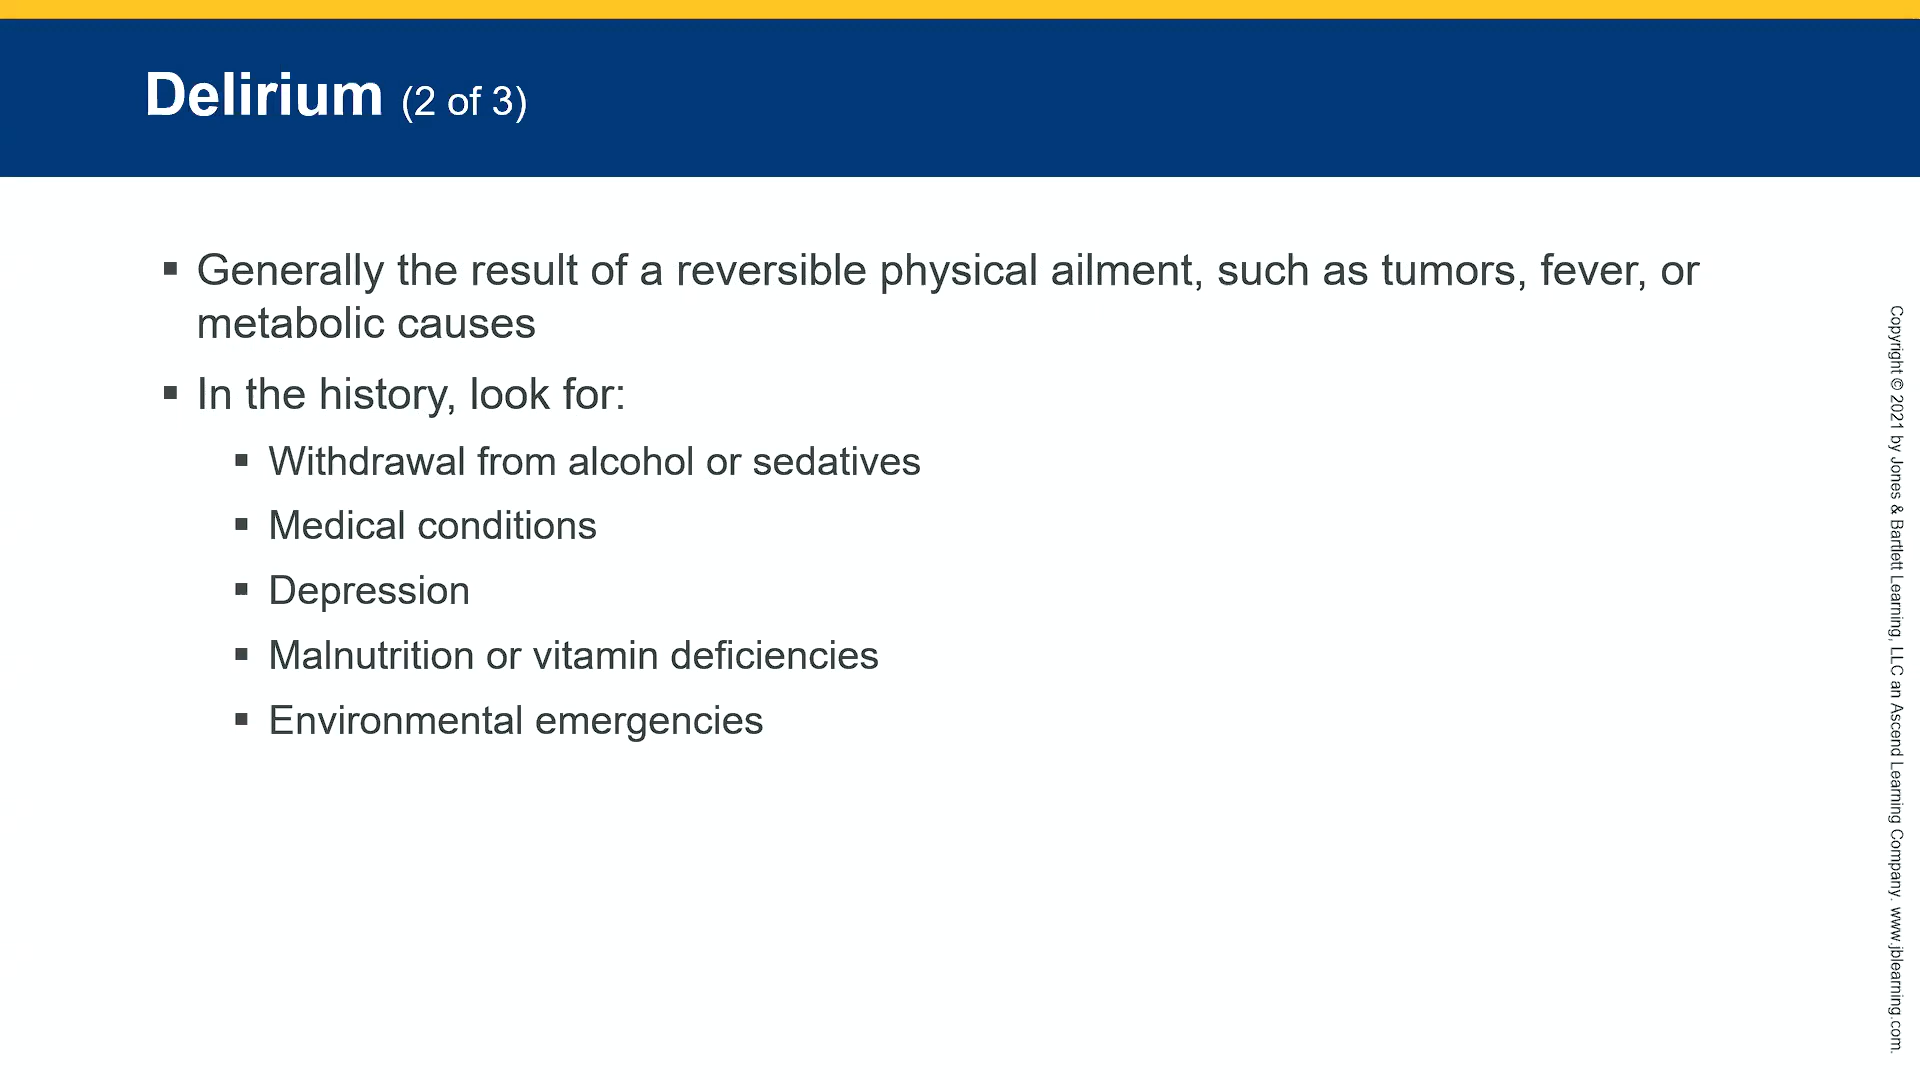 Delirium (2 of 3)
▪ Generally the result of a reversible physical ailment, such as tumors, fever, or
metabolic causes
▪ In the history, look for:
▪ Withdrawal from alcohol or sedatives
▪ Medical conditions
▪ Depression
▪ Malnutrition or vitamin deficiencies
▪ Environmental emergencies
Copyright © 2021 by Jones & Bartlett Learning, LLC an Ascend Learning Company. www.jblearning.com.